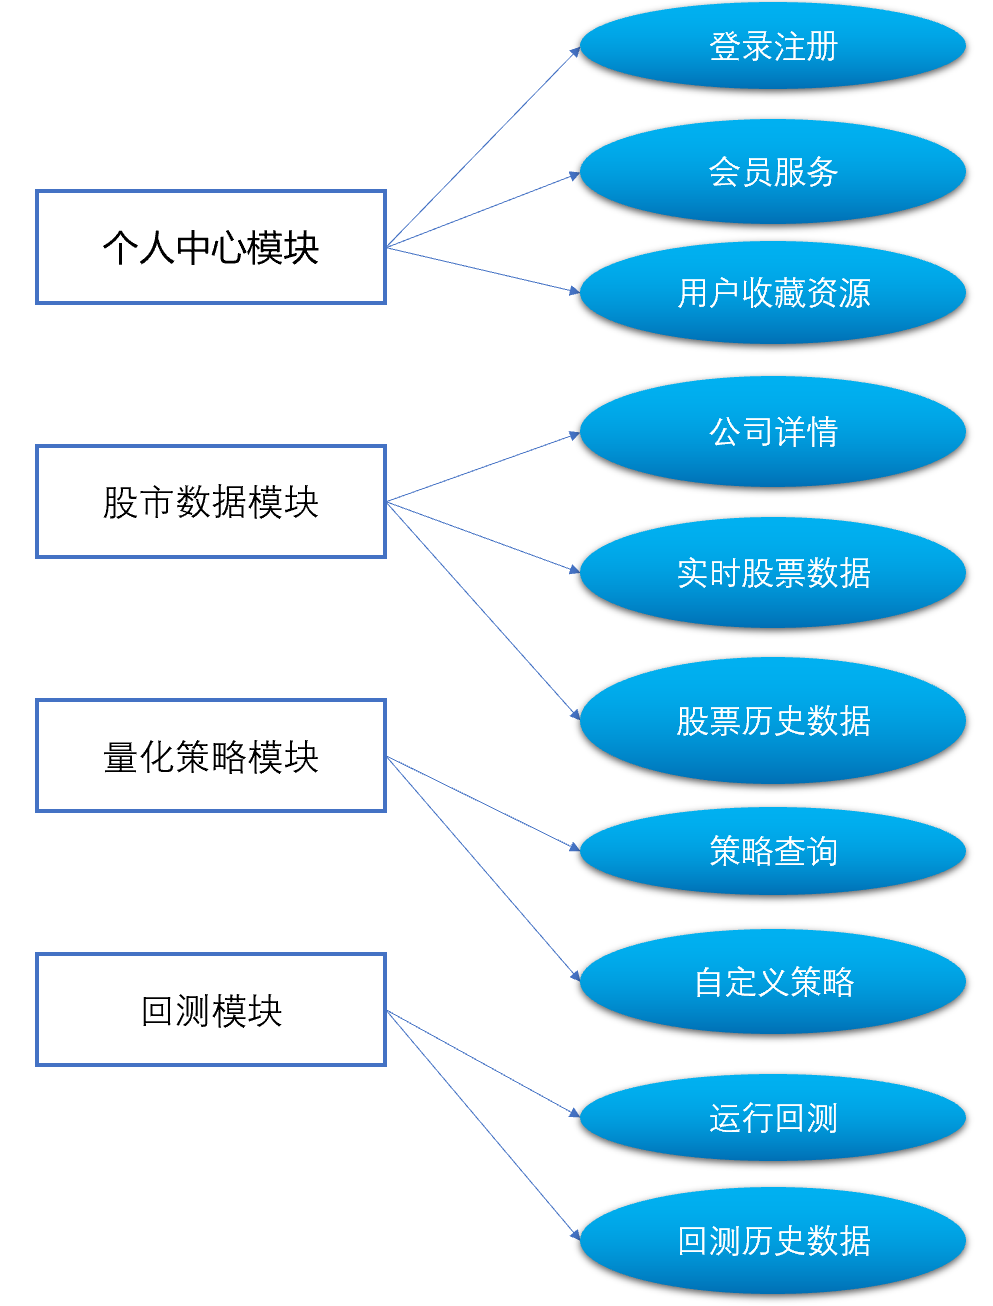 登录注册
会员服务
个人中心模块
用户收藏资源
公司详情
股市数据模块
实时股票数据
股票历史数据
量化策略模块
策略查询
自定义策略
回测模块
运行回测
回测历史数据